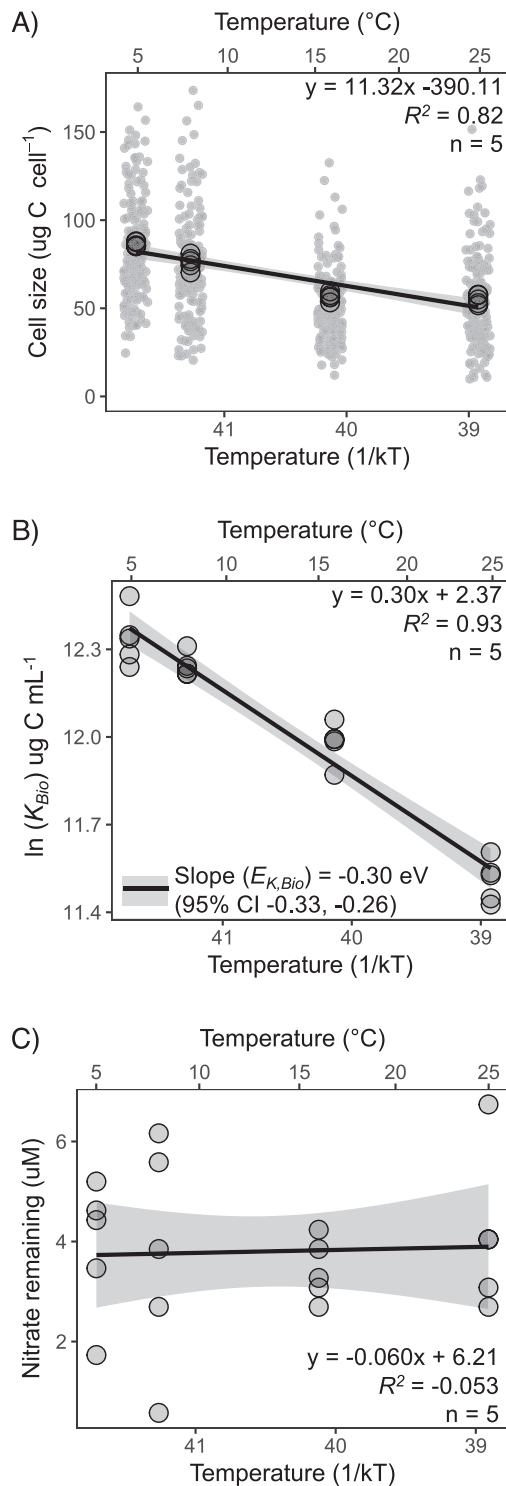 A)
Temperature (°C)
5 10 15 20 25
y = 11.32x -390.11
R² = 0.82
n = 5
Cell size (ug C cell⁻¹)
150
100
50
0
41 40 39
Temperature (1/kT)
B)
Temperature (°C)
5 10 15 20 25
y = 0.30x + 2.37
R² = 0.93
n = 5
ln (K_Bio) ug C mL⁻¹
12.3
12.0
11.7
11.4
Slope (E_K,Bio) = -0.30 eV
(95% CI -0.33, -0.26)
41 40 39
Temperature (1/kT)
C)
Temperature (°C)
5 10 15 20 25
Nitrate remaining (uM)
6
4
2
y = -0.060x + 6.21
R² = -0.053
n = 5
41 40 39
Temperature (1/kT)